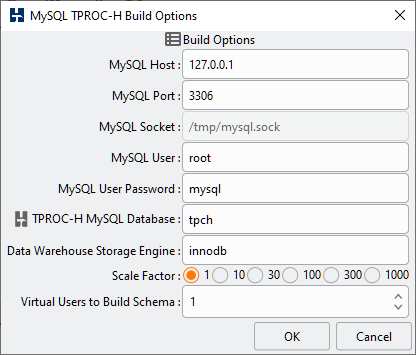 MySQL TPROC-H Build Options
Build Options
MySQL Host : 127.0.0.1
MySQL Port : 3306
MySQL Socket : /tmp/mysql.sock
MySQL User : root
MySQL User Password : mysql
TPROC-H MySQL Database : tpch
Data Warehouse Storage Engine : innodb
Scale Factor : 1 10 30 100 300 1000
Virtual Users to Build Schema : 1
OK Cancel